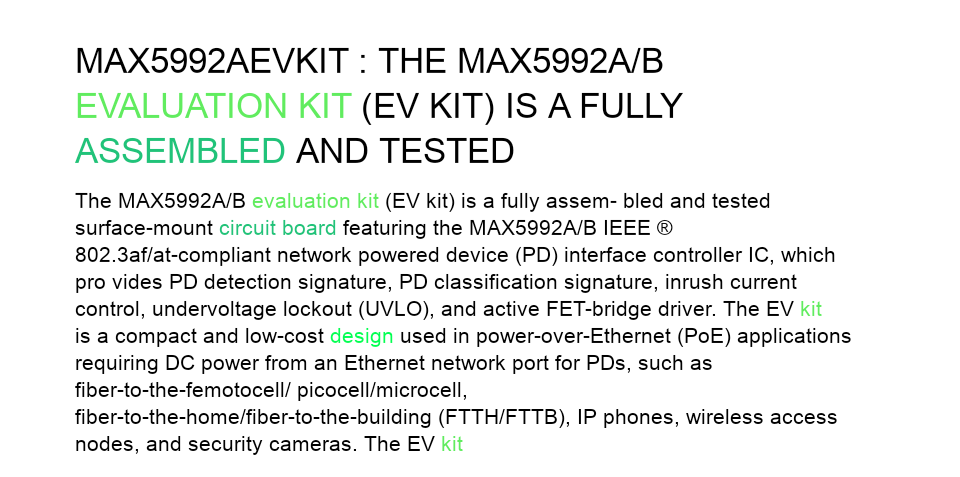 MAX5992AEVKIT : THE MAX5992A/B
EVALUATION KIT (EV KIT) IS A FULLY
ASSEMBLED AND TESTED
The MAX5992A/B evaluation kit (EV kit) is a fully assem- bled and tested
surface-mount circuit board featuring the MAX5992A/B IEEE ®
802.3af/at-compliant network powered device (PD) interface controller IC, which
pro vides PD detection signature, PD classification signature, inrush current
control, undervoltage lockout (UVLO), and active FET-bridge driver. The EV kit
is a compact and low-cost design used in power-over-Ethernet (PoE) applications
requiring DC power from an Ethernet network port for PDs, such as
fiber-to-the-femotocell/ picocell/microcell,
fiber-to-the-home/fiber-to-the-building (FTTH/FTTB), IP phones, wireless access
nodes, and security cameras. The EV kit